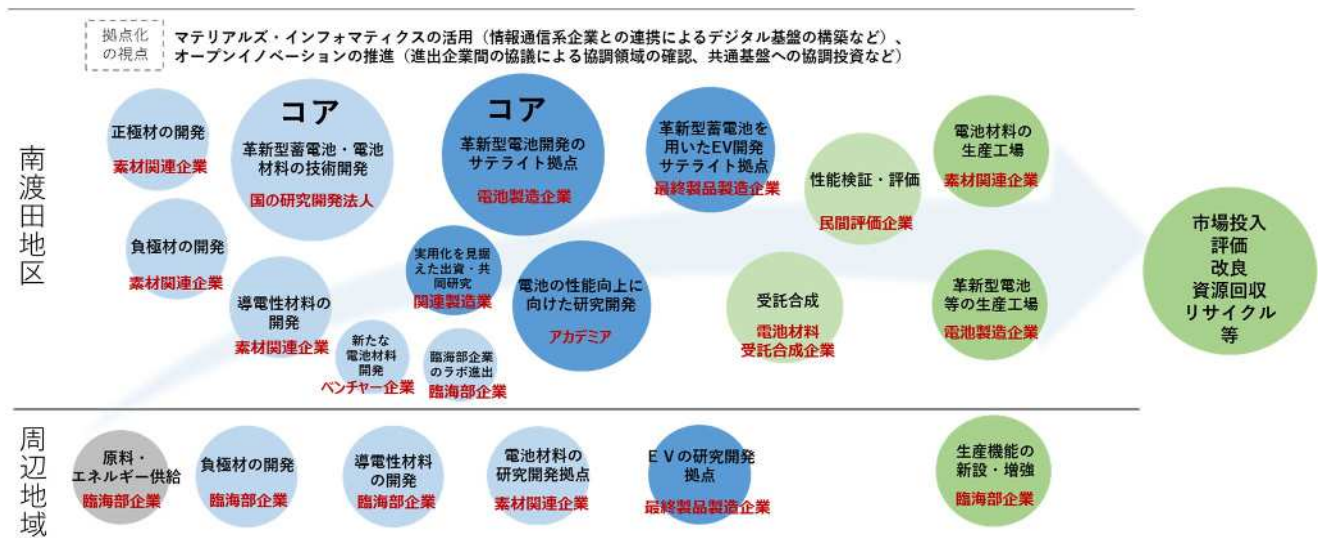 拠点化
の視点
マテリアルズ・インフォマティクスの活用（情報通信系企業との連携によるデジタル基盤の構築など）、
オープンイノベーションの推進（進出企業間の協議による協調領域の確認、共通基盤への協調投資など）
南渡田地区
正極材の開発
素材関連企業
コア
革新型蓄電池・電池
材料の技術開発
国の研究開発法人
コア
革新型電池開発の
サテライト拠点
電池製造企業
革新型蓄電池を
用いたEV開発
サテライト拠点
最終製品製造企業
性能検証・評価
民間評価企業
電池材料の
生産工場
素材関連企業
負極材の開発
素材関連企業
導電性材料の
開発
素材関連企業
新たな
電池材料
開発
ベンチャー企業
実用化を見据
えた出資・共
同研究
関連製造業
臨海部企業
のラボ進出
臨海部企業
電池の性能向上に
向けた研究開発
アカデミア
受託合成
電池材料
受託合成企業
革新型電池
等の生産工場
電池製造企業
市場投入
評価
改良
資源回収
リサイクル
等
周辺地域
原料・
エネルギー供給
臨海部企業
負極材の開発
臨海部企業
導電性材料
の開発
臨海部企業
電池材料の
研究開発拠点
素材関連企業
ＥＶの研究開発
拠点
最終製品製造企業
生産機能の
新設・増強
臨海部企業